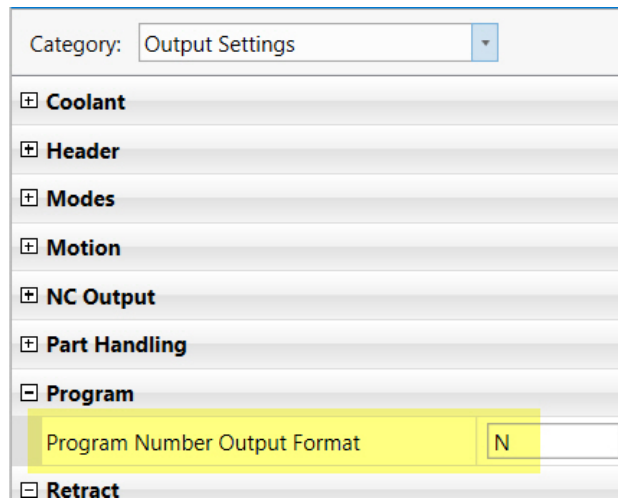 Category: Output Settings
Coolant
Header
Modes
Motion
NC Output
Part Handling
Program
Program Number Output Format N
Retract